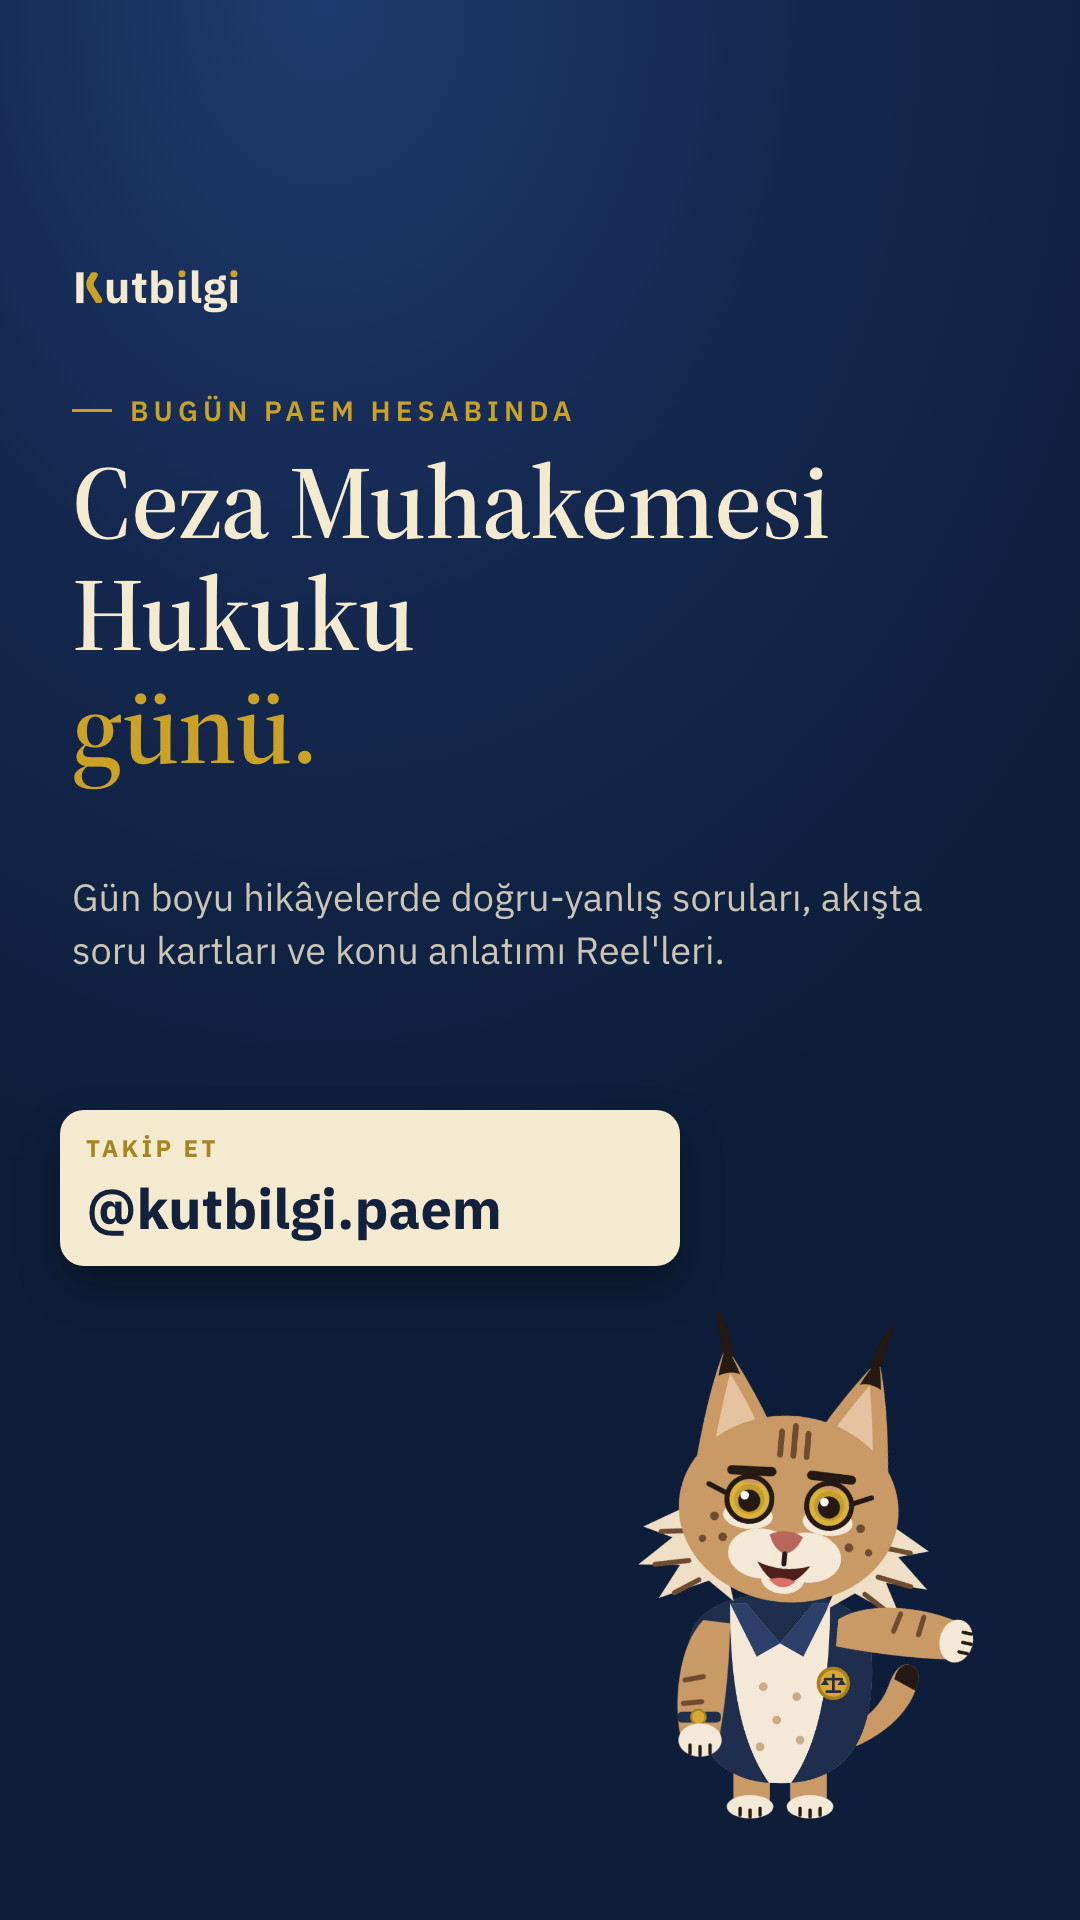 Kutbilgi
BUGÜN PAEM HESABINDA
Ceza Muhakemesi
Hukuku
günü.
Gün boyu hikâyelerde doğru-yanlış soruları, akışta
soru kartları ve konu anlatımı Reel'leri.
TAKİP ET
@kutbilgi.paem